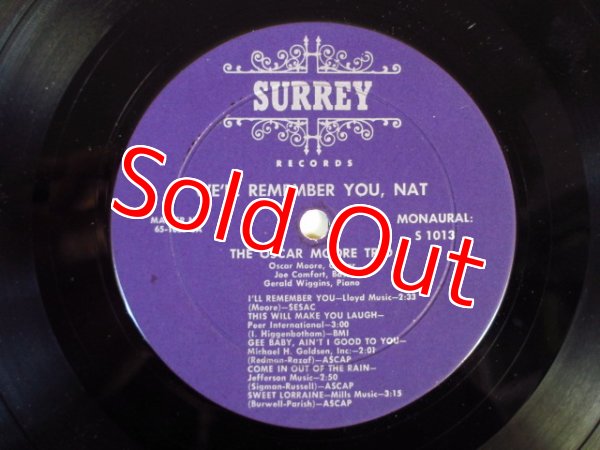 SURREY
RECORDS
REMEMBER YOU, NAT
MONAURAL:
S 1013
THE OSCAR MOORE TRIO
Oscar Moore,
Joe Comfort,
Gerald Wiggins, Piano
I'LL REMEMBER YOU—Lloyd Music—2:33
(Moore)—SESAC
THIS WILL MAKE YOU LAUGH—
Peer International—3:00
(I. Higgenbotham)—BMI
GEE BABY, AIN'T I GOOD TO YOU—
Michael H. Goldsen, Inc.—2:01
(Redman-Razaf)—ASCAP
COME IN OUT OF THE RAIN—
Jefferson Music—2:50
(Sigman-Russell)—ASCAP
SWEET LORRAINE—Mills Music—3:15
(Burwell-Parish)—ASCAP
Sold Out